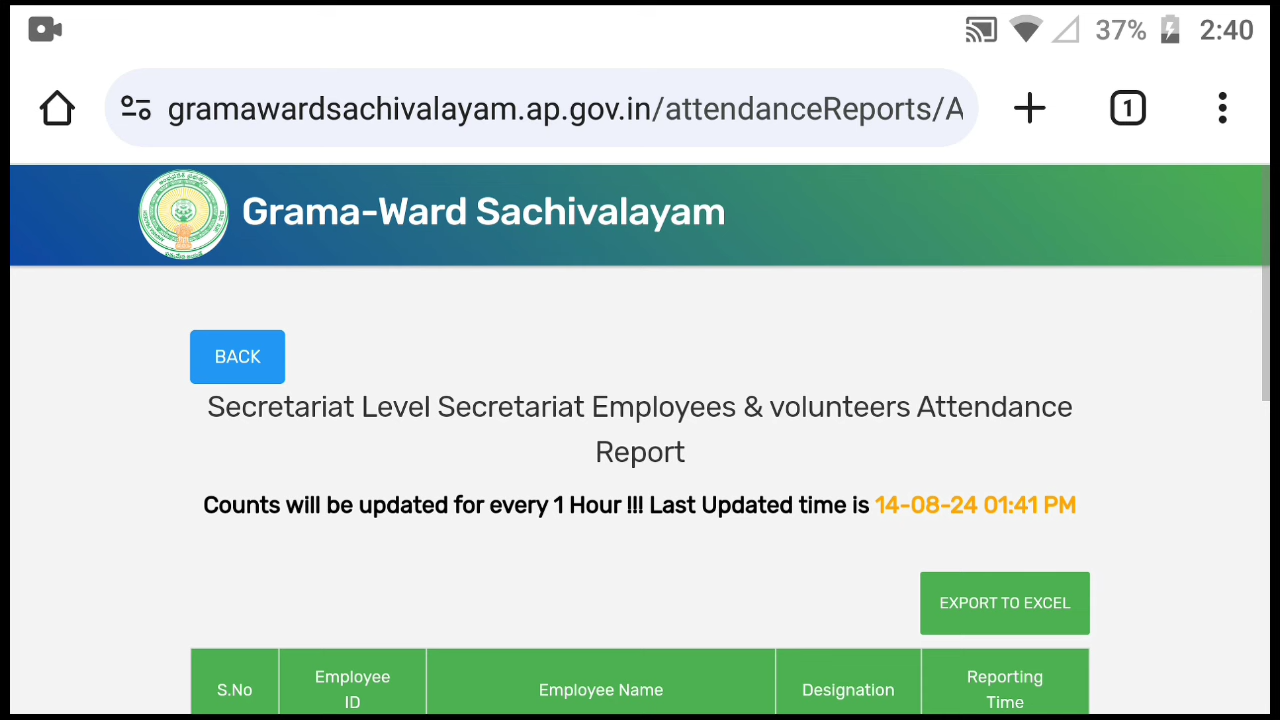 37% 2:40
gramawardsachivalayam.ap.gov.in/attendanceReports/A
1
Grama-Ward Sachivalayam
BACK
Secretariat Level Secretariat Employees & volunteers Attendance
Report
Counts will be updated for every 1 Hour !!! Last Updated time is 14-08-24 01:41 PM
EXPORT TO EXCEL
S.No Employee ID Employee Name Designation Reporting Time